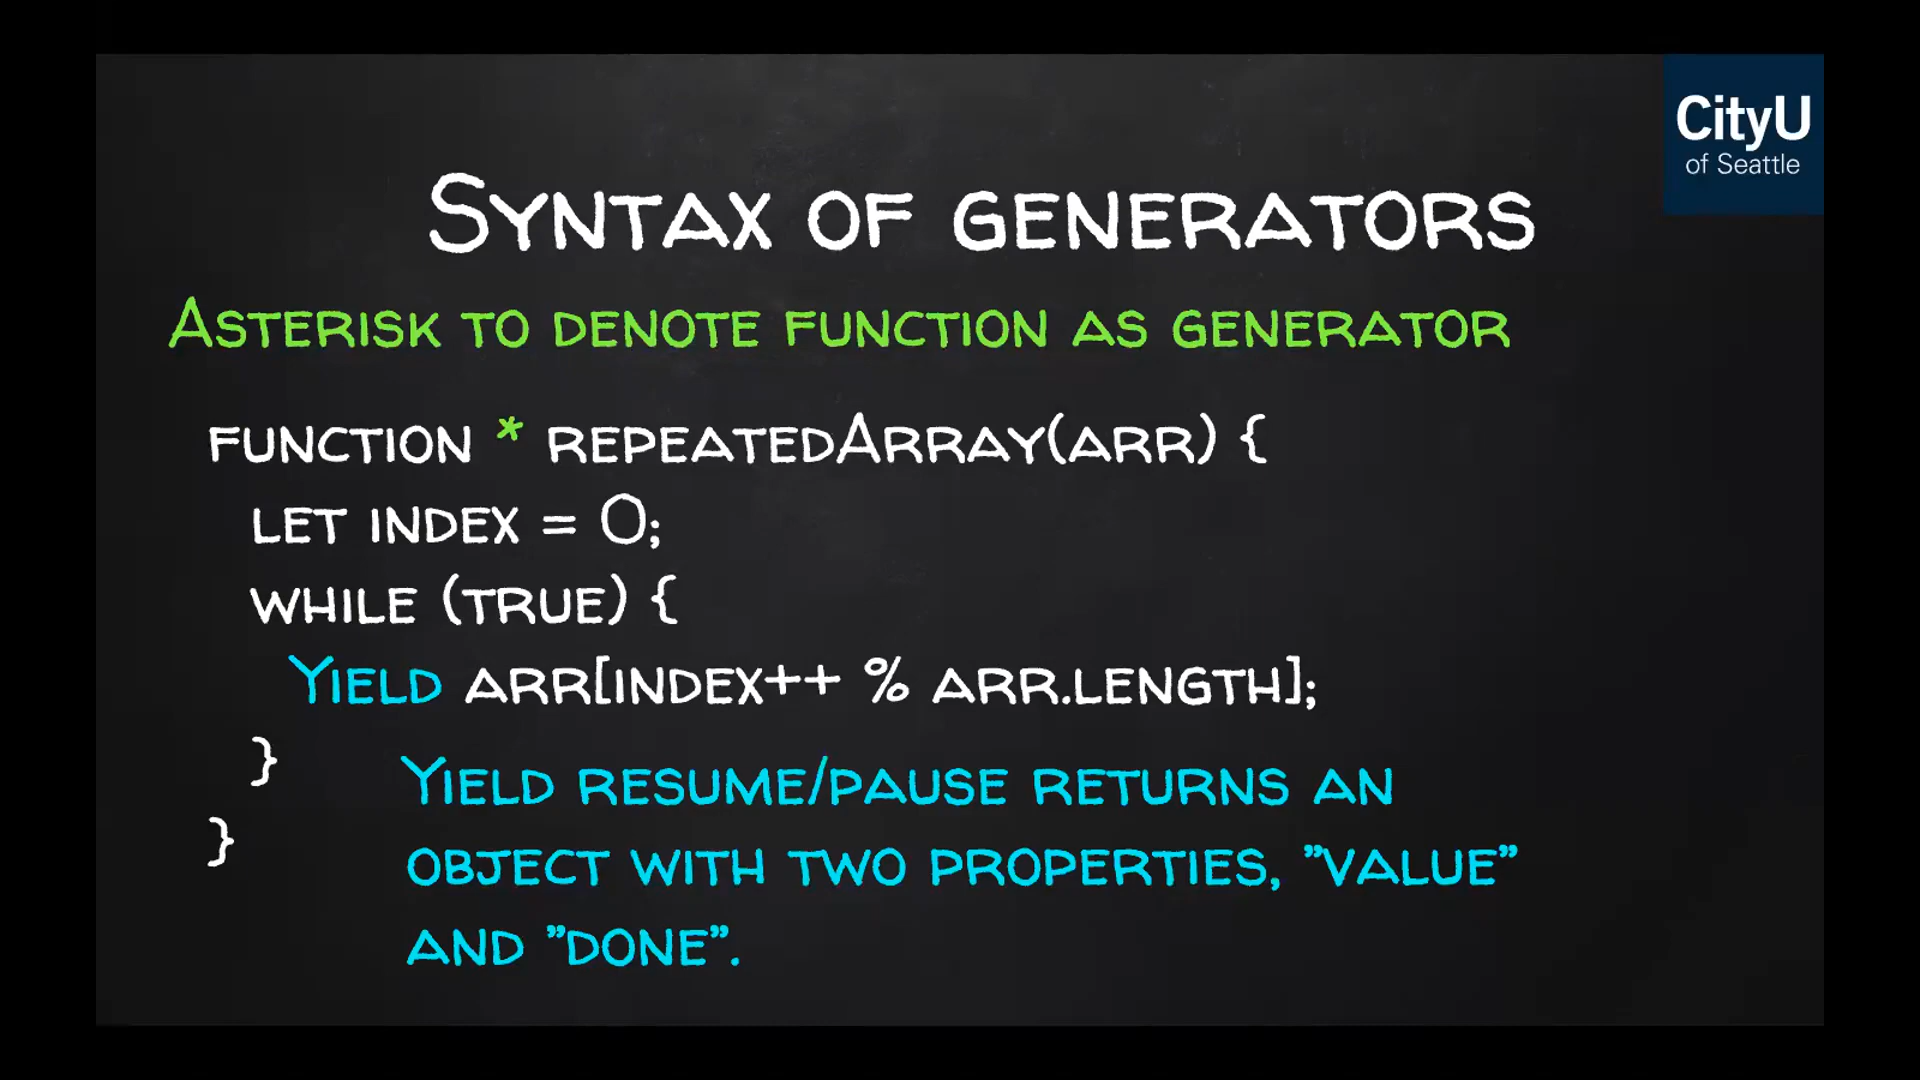 CityU
of Seattle
Syntax of generators
Asterisk to denote function as generator
function * repeatedArray(arr) {
let index = 0;
while (true) {
Yield arr[index++ % arr.length];
}
}
Yield resume/pause returns an
object with two properties, ”value”
and ”done”.